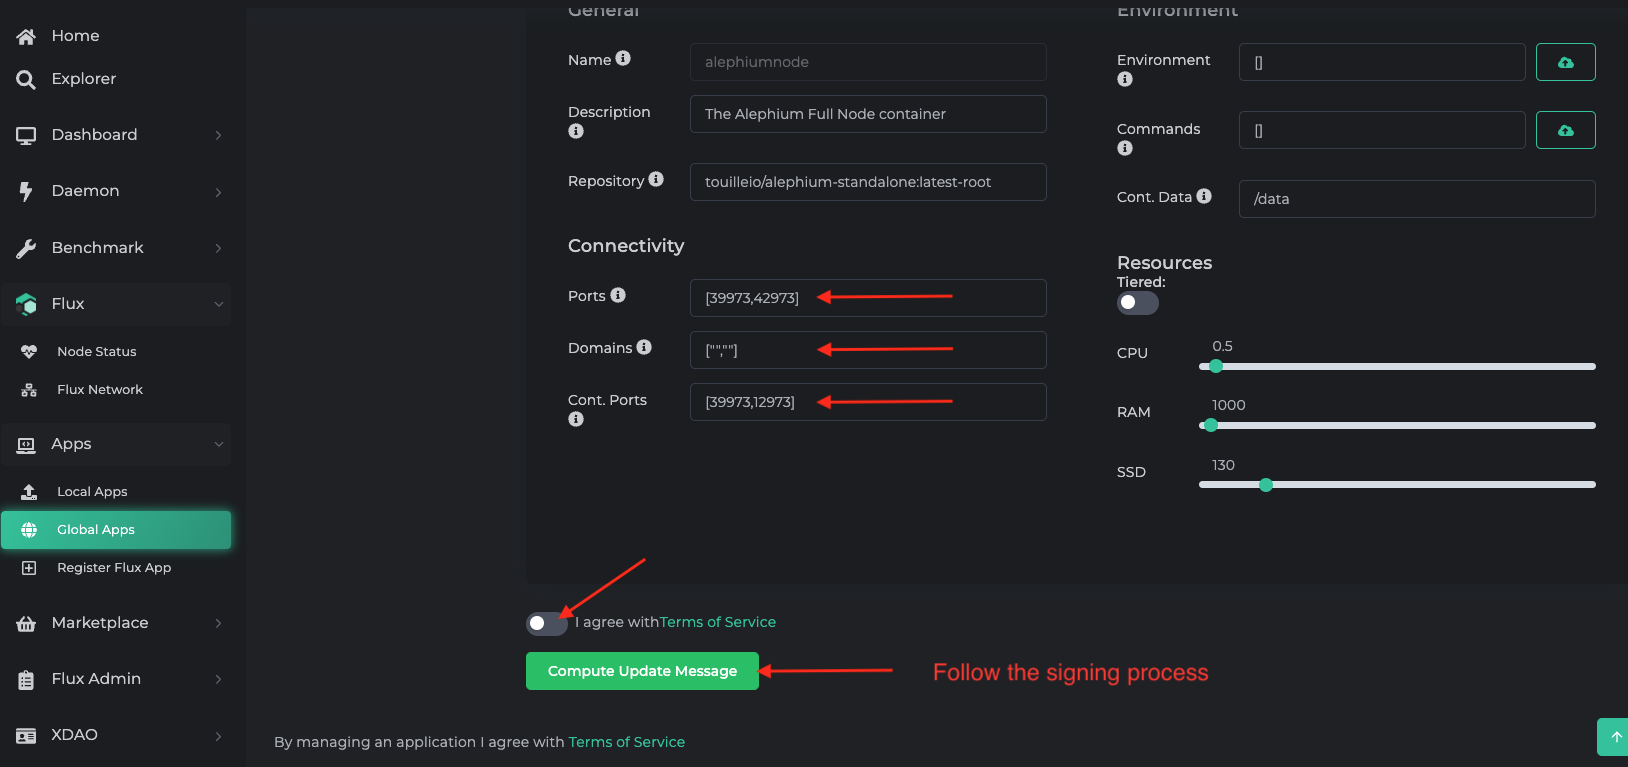 Home
Explorer
Dashboard
Daemon
Benchmark
Flux
Node Status
Flux Network
Apps
Local Apps
Global Apps
Register Flux App
Marketplace
Flux Admin
XDAO
General
Name
alephiumnode
Description
The Alephium Full Node container
Repository
touilleio/alephium-standalone:latest-root
Connectivity
Ports
[39973,42973]
Domains
["",""]
Cont. Ports
[39973,12973]
Environment
Environment
[]
Commands
[]
Cont. Data
/data
Resources
Tiered:
CPU
0.5
RAM
1000
SSD
130
I agree withTerms of Service
Compute Update Message
Follow the signing process
By managing an application I agree with Terms of Service